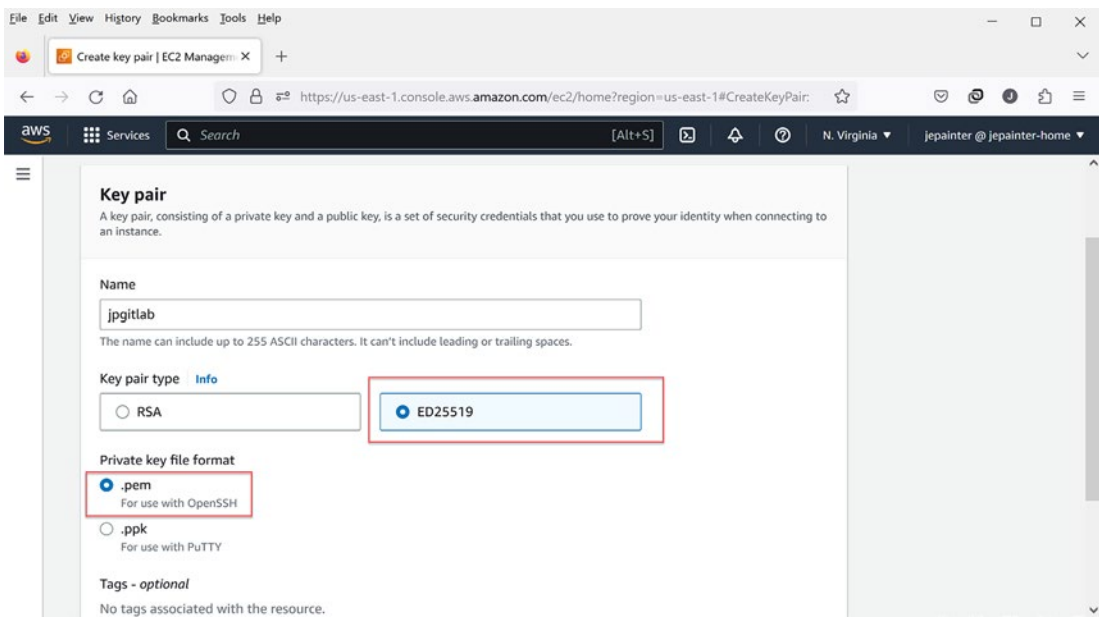 File Edit View History Bookmarks Tools Help
Create key pair | EC2 Managem
https://us-east-1.console.aws.amazon.com/ec2/home?region=us-east-1#CreateKeyPair:
J
aws Services Search [Alt+S] N. Virginia jepainter @ jepainter-home
Key pair
A key pair, consisting of a private key and a public key, is a set of security credentials that you use to prove your identity when connecting to
an instance.
Name
jpgitlab
The name can include up to 255 ASCII characters. It can't include leading or trailing spaces.
Key pair type Info
RSA ED25519
Private key file format
.pem
For use with OpenSSH
.ppk
For use with PuTTY
Tags - optional
No tags associated with the resource.